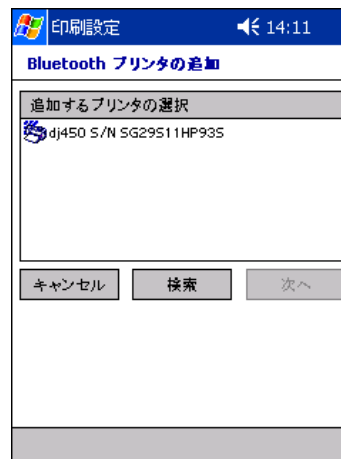 印刷設定 14:11
Bluetooth プリンタの追加
追加するプリンタの選択
dj450 S/N SG29S11HP93S
キャンセル 検索 次へ